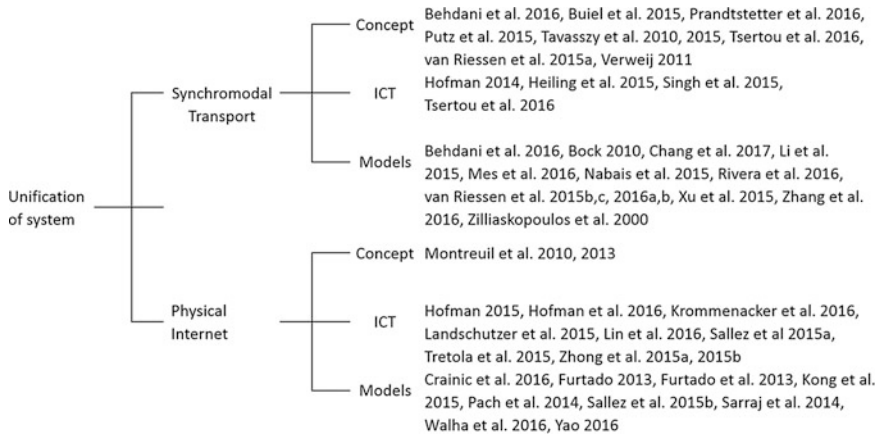 Unification
of system
Synchromodal
Transport
Concept
Behdani et al. 2016, Buiel et al. 2015, Prandtstetter et al. 2016,
Putz et al. 2015, Tavasszy et al. 2010, 2015, Tsertou et al. 2016,
van Riessen et al. 2015a, Verweij 2011
ICT
Hofman 2014, Heiling et al. 2015, Singh et al. 2015,
Tsertou et al. 2016
Models
Behdani et al. 2016, Bock 2010, Chang et al. 2017, Li et al.
2015, Mes et al. 2016, Nabais et al. 2015, Rivera et al. 2016,
van Riessen et al. 2015b,c, 2016a,b, Xu et al. 2015, Zhang et al.
2016, Zilliaskopoulos et al. 2000
Physical
Internet
Concept
Montreuil et al. 2010, 2013
ICT
Hofman 2015, Hofman et al. 2016, Krommenacker et al. 2016,
Landschutzer et al. 2015, Lin et al. 2016, Sallez et al 2015a,
Tretola et al. 2015, Zhong et al. 2015a, 2015b
Models
Crainic et al. 2016, Furtado 2013, Furtado et al. 2013, Kong et al.
2015, Pach et al. 2014, Sallez et al. 2015b, Sarraj et al. 2014,
Walha et al. 2016, Yao 2016